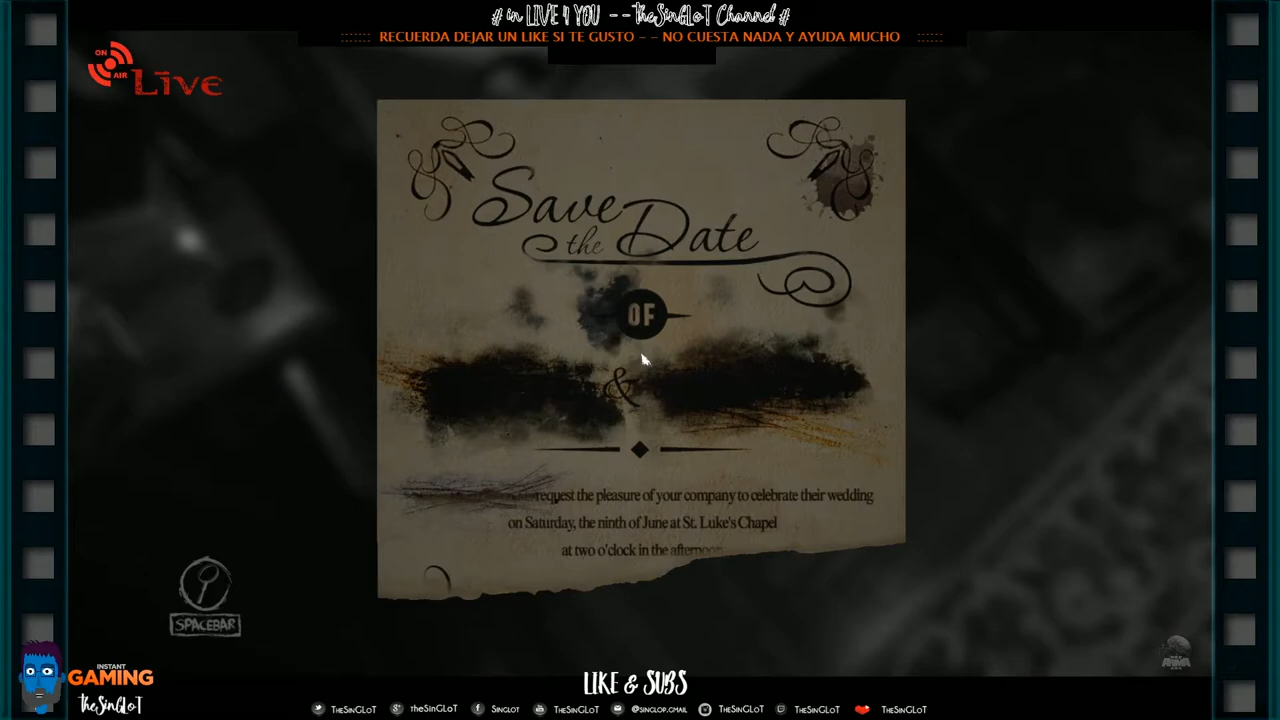 # in LIVE 4 YOU --theSinGLoT Channel #
RECUERDA DEJAR UN LIKE SI TE GUSTO -- NO CUESTA NADA Y AYUDA MUCHO
ON
AIR
Live
Save
the Date
OF
&
request the pleasure of your company to celebrate their wedding
on Saturday, the ninth of June at St. Luke's Chapel
at two o'clock in the afternoon
SPACEBAR
INSTANT
GAMING
theSinGLoT
LIKE & SUBS
TheSinGLoT theSinGLoT Singlot TheSinGLoT @singlop.gmail TheSinGLoT TheSinGLoT TheSinGLoT